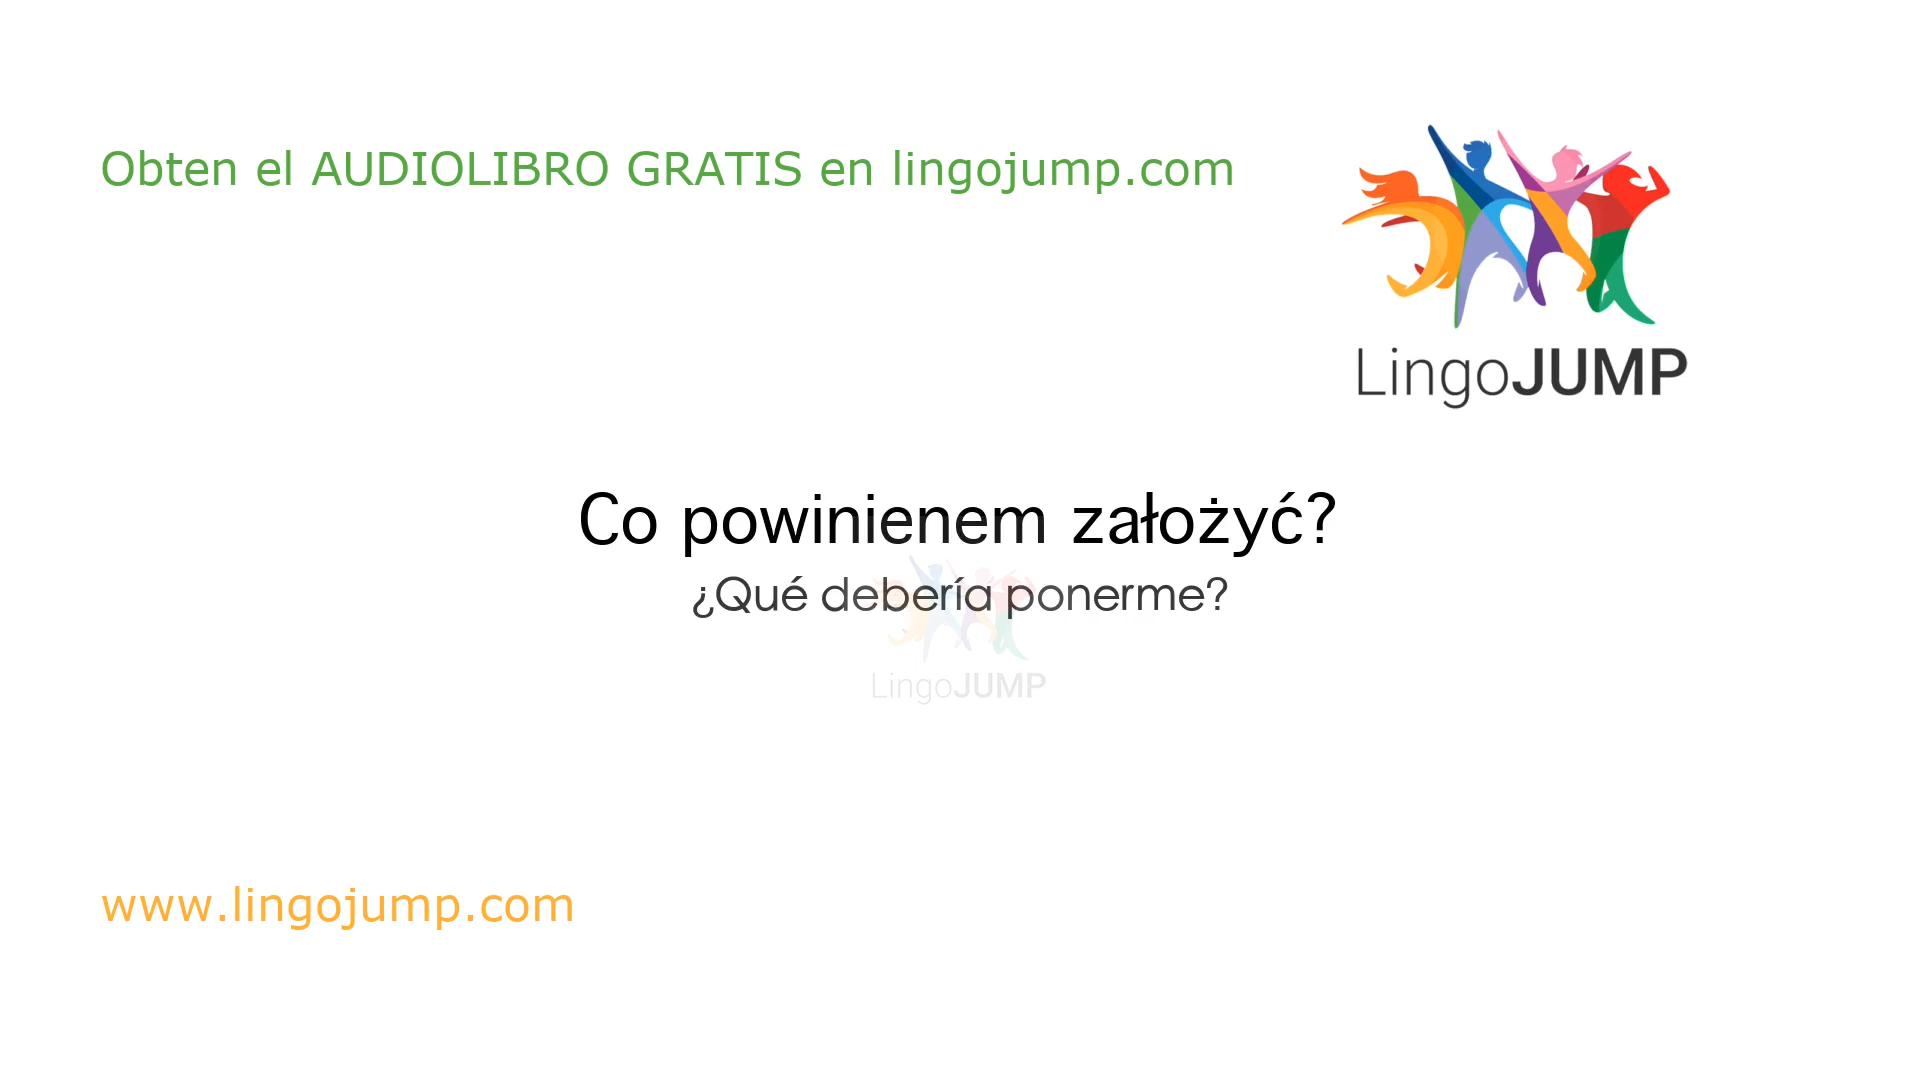 Obten el AUDIOLIBRO GRATIS en lingojump.com
LingoJUMP
Co powinienem założyć?
¿Qué debería ponerme?
LingoJUMP
www.lingojump.com